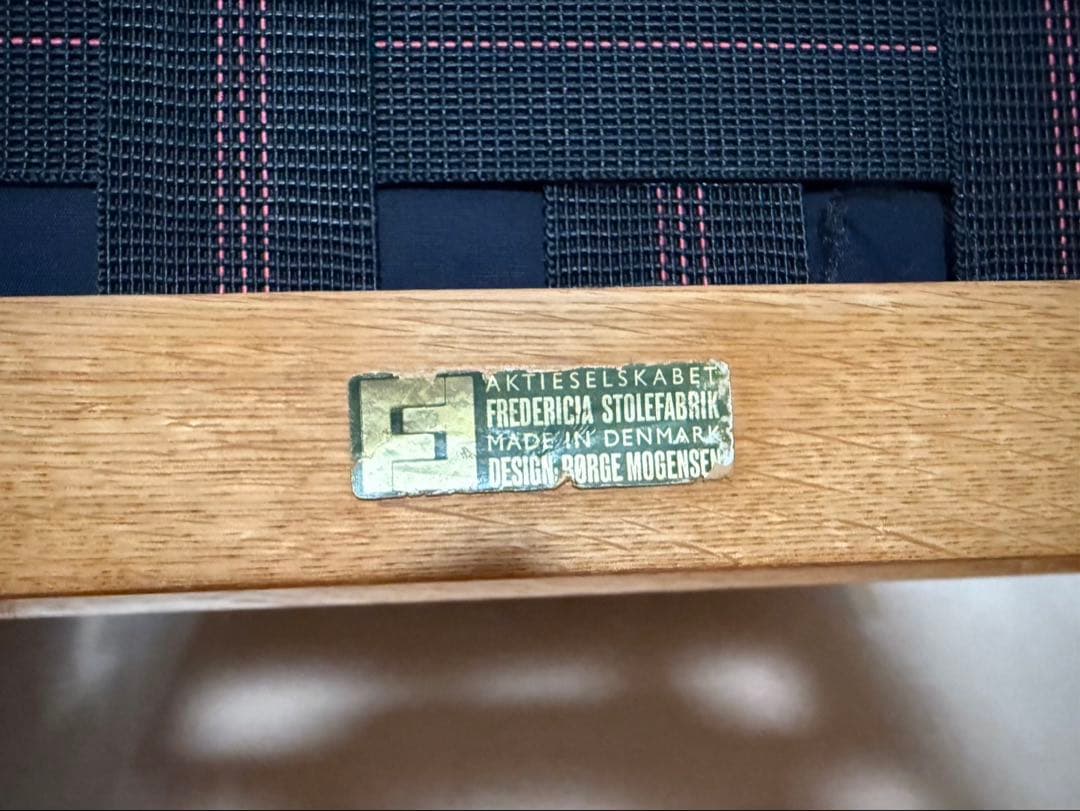 AKTIESELSKABET
FREDERICIA STOLEFABRIK
MADE IN DENMARK
DESIGN: BØRGE MOGENSEN